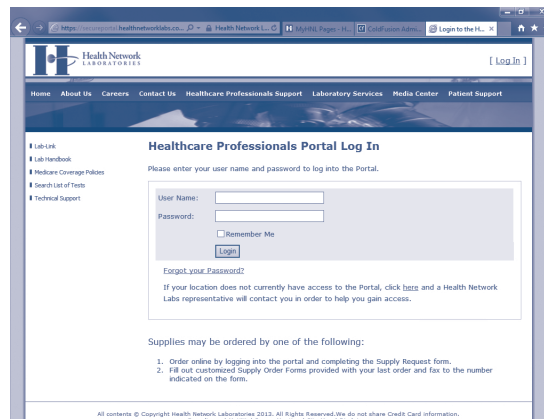 https://secureportal.healthnetworklabs.co...
Health Network L...
MyHNL Pages - H...
ColdFusion Admi...
Login to the H...
Health Network
LABORATORIES
[ Log In ]
Home About Us Careers Contact Us Healthcare Professionals Support Laboratory Services Media Center Patient Support
Lab-Link
Lab Handbook
Medicare Coverage Policies
Search List of Tests
Technical Support
Healthcare Professionals Portal Log In
Please enter your user name and password to log into the Portal.
User Name:
Password:
Remember Me
Login
Forgot your Password?
If your location does not currently have access to the Portal, click here and a Health Network
Labs representative will contact you in order to help you gain access.
Supplies may be ordered by one of the following:
1. Order online by logging into the portal and completing the Supply Request form.
2. Fill out customized Supply Order Forms provided with your last order and fax to the number
indicated on the form.
All contents © Copyright Health Network Laboratories 2013. All Rights Reserved.We do not share Credit Card information.